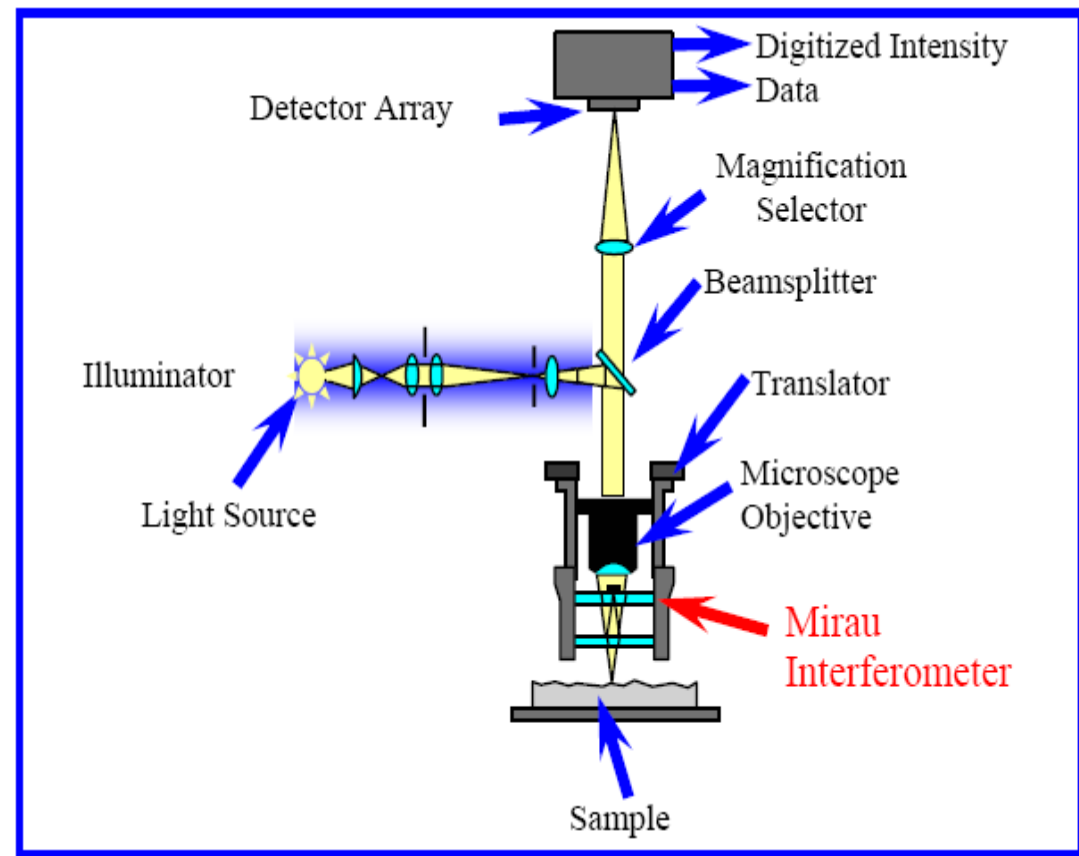 Digitized Intensity
Data
Detector Array
Magnification
Selector
Beamsplitter
Illuminator
Translator
Microscope
Objective
Light Source
Mirau
Interferometer
Sample